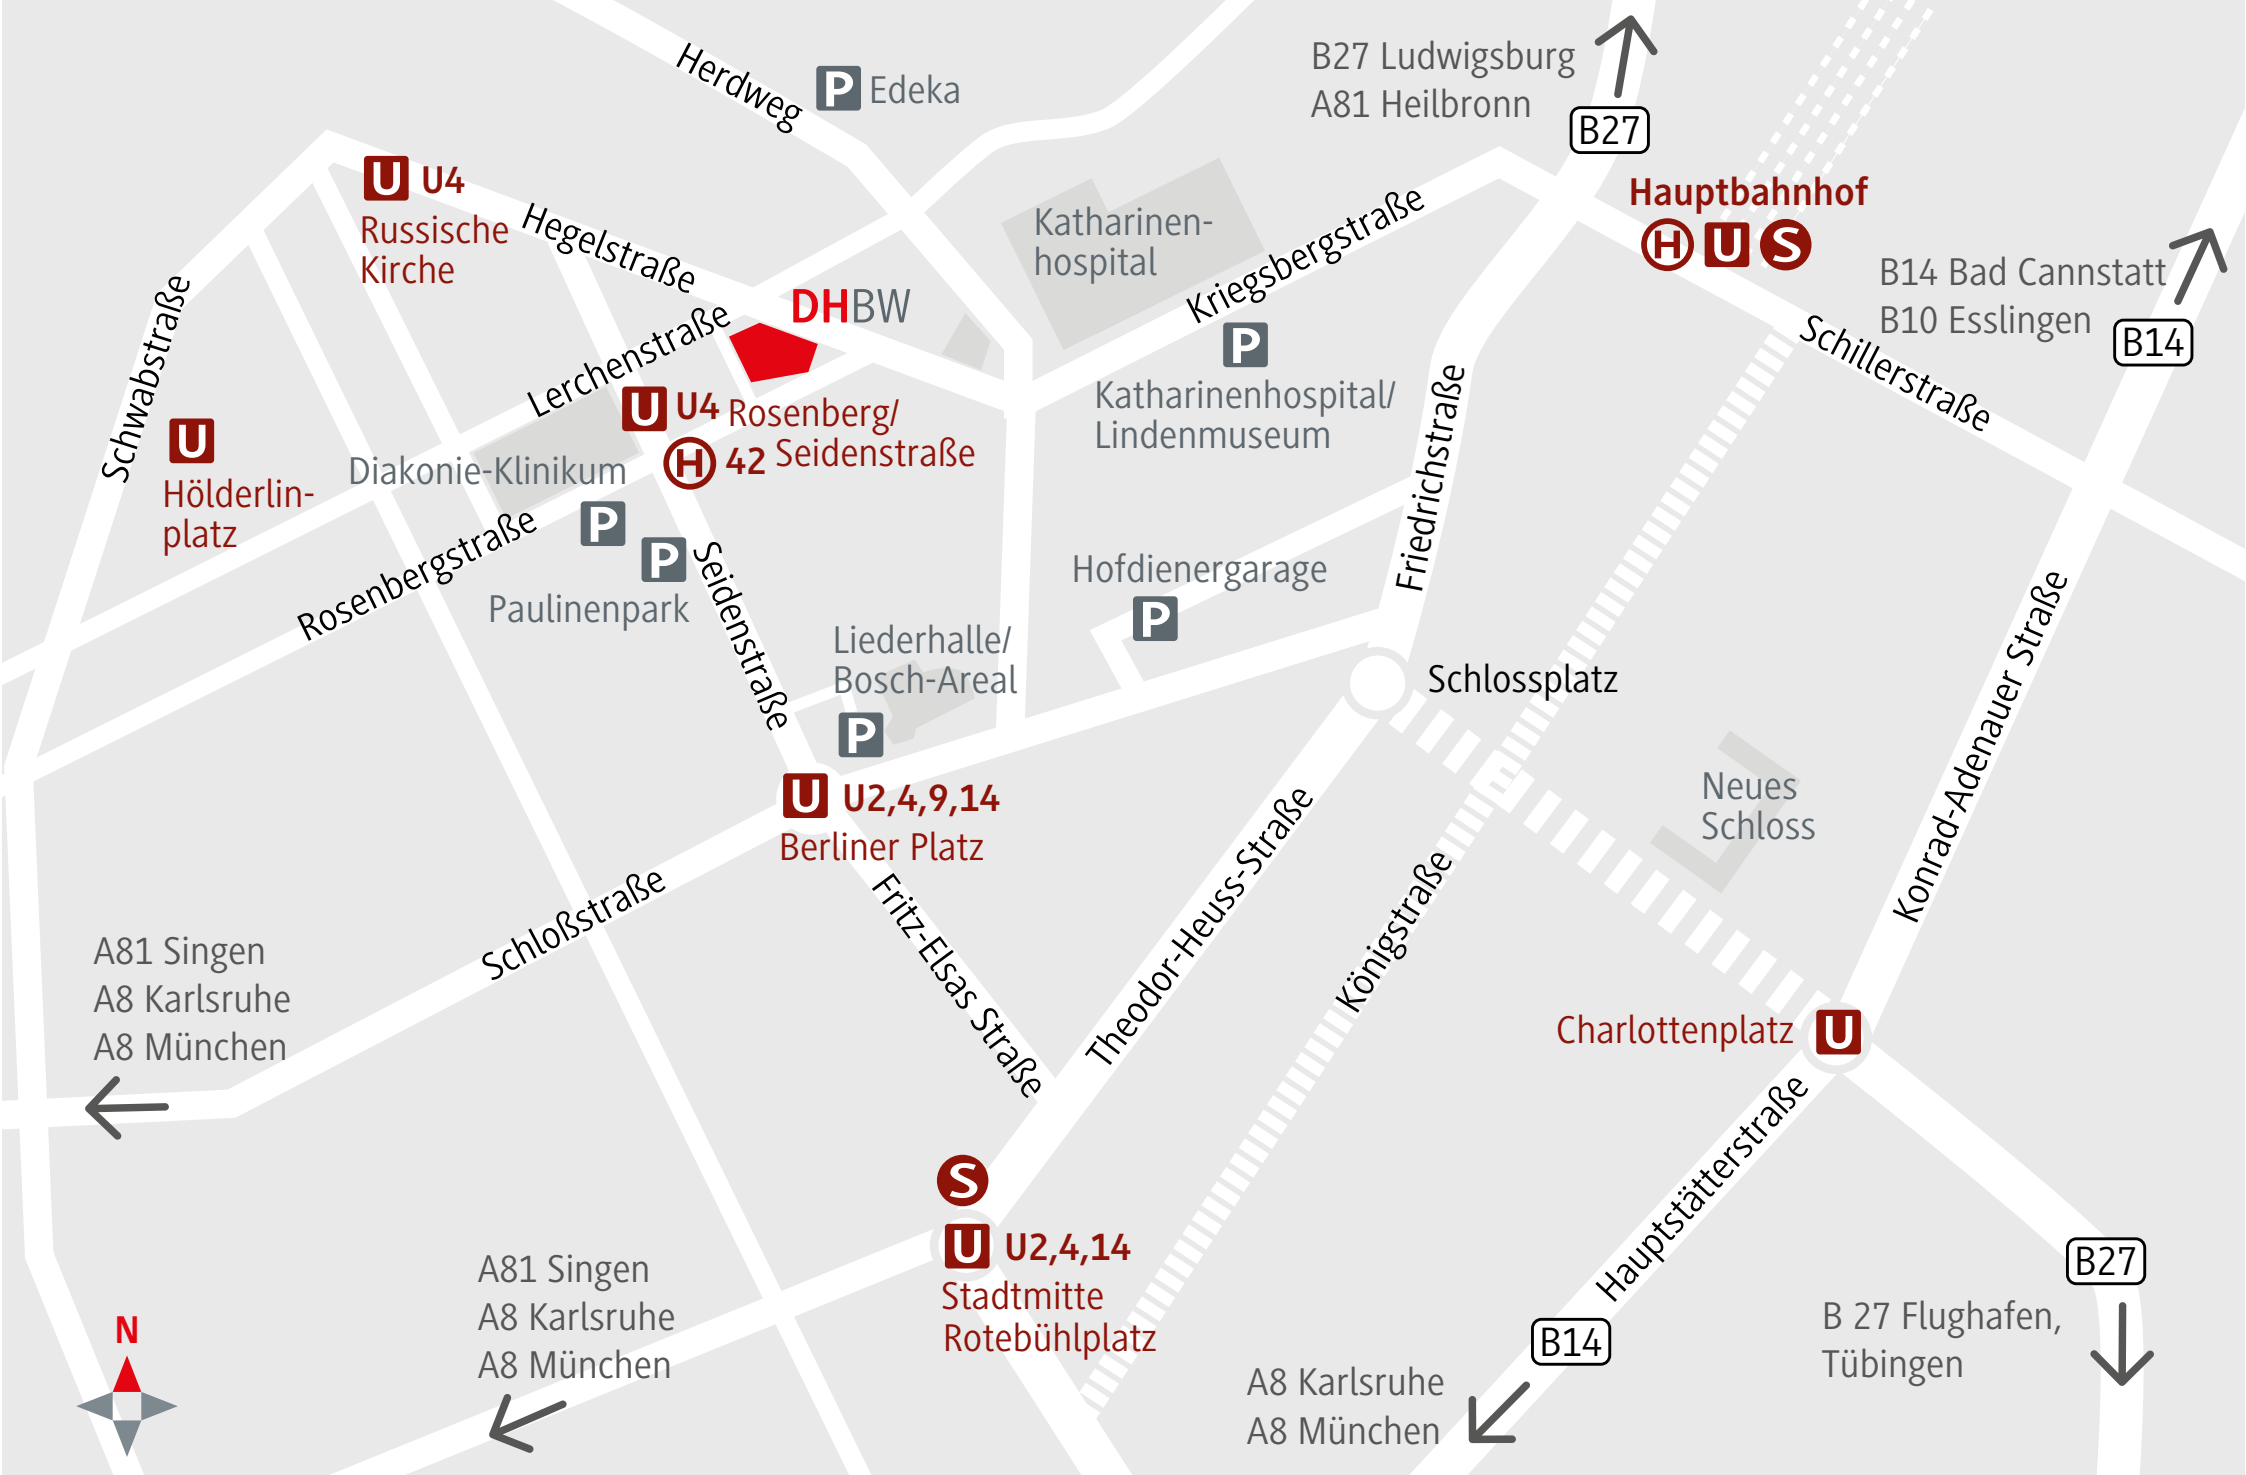 Herdweg
P Edeka
B27 Ludwigsburg
A81 Heilbronn
B27
U U4
Russische
Kirche
Hegelstraße
Katharinen-
hospital
Kriegsbergstraße
Hauptbahnhof
H U S
B14 Bad Cannstatt
B10 Esslingen
B14
Schillerstraße
Schwabstraße
DHBW
Lerchenstraße
P
Katharinenhospital/
Lindenmuseum
U
Hölderlin-
platz
U U4 Rosenberg/
H 42 Seidenstraße
Diakonie-Klinikum
P
P
Paulinenpark
Rosenbergstraße
Seidenstraße
Friedrichstraße
Hofdienergarage
P
Liederhalle/
Bosch-Areal
P
Schlossplatz
Konrad-Adenauer Straße
Neues
Schloss
U U2,4,9,14
Berliner Platz
Schloßstraße
Fritz-Elsas Straße
Theodor-Heuss-Straße
Königstraße
A81 Singen
A8 Karlsruhe
A8 München
Charlottenplatz U
Hauptstätterstraße
S
U U2,4,14
Stadtmitte
Rotebühlplatz
A81 Singen
A8 Karlsruhe
A8 München
B27
B 27 Flughafen,
Tübingen
B14
A8 Karlsruhe
A8 München
N